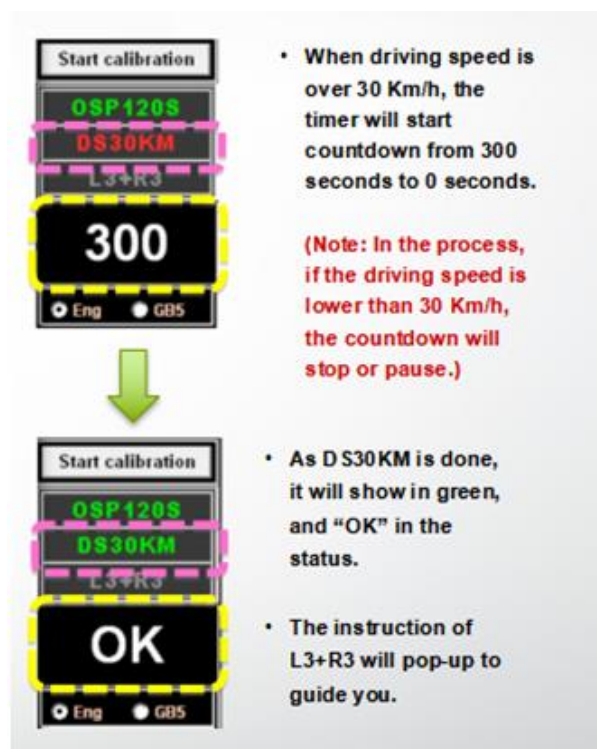 Start calibration
OSP120S
DS30KM
L3+R3
300
Eng GB5
• When driving speed is
over 30 Km/h, the
timer will start
countdown from 300
seconds to 0 seconds.
(Note: In the process,
if the driving speed is
lower than 30 Km/h,
the countdown will
stop or pause.)
Start calibration
OSP120S
DS30KM
L3+R3
OK
Eng GB5
• As DS30KM is done,
it will show in green,
and “OK” in the
status.
• The instruction of
L3+R3 will pop-up to
guide you.